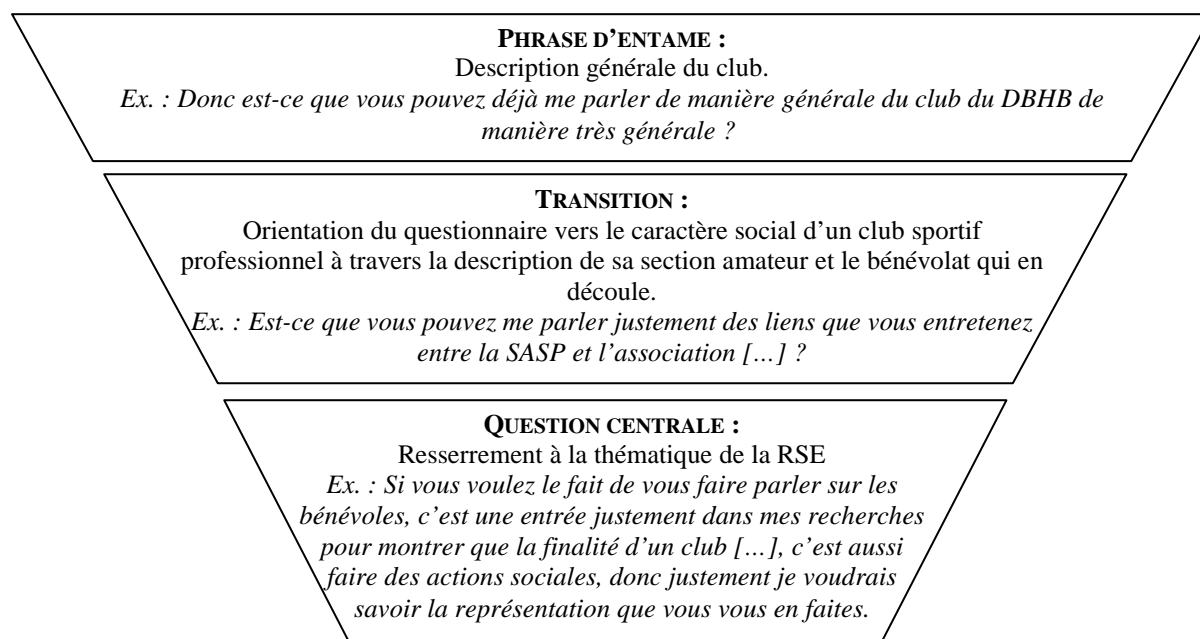 PHRASE D'ENTAME :
Description générale du club.
Ex. : Donc est-ce que vous pouvez déjà me parler de manière générale du club du DBHB de
manière très générale ?
TRANSITION :
Orientation du questionnaire vers le caractère social d'un club sportif
professionnel à travers la description de sa section amateur et le bénévolat qui en
découle.
Ex. : Est-ce que vous pouvez me parler justement des liens que vous entretenez
entre la SASP et l'association […] ?
QUESTION CENTRALE :
Resserrement à la thématique de la RSE
Ex. : Si vous voulez le fait de vous faire parler sur les
bénévoles, c'est une entrée justement dans mes recherches
pour montrer que la finalité d'un club […], c'est aussi
faire des actions sociales, donc justement je voudrais
savoir la représentation que vous vous en faites.